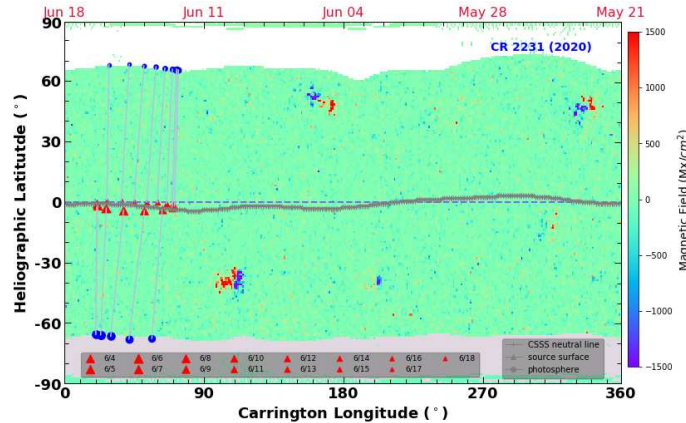 Jun 18 Jun 11 Jun 04 May 28 May 21
CR 2231 (2020)
90
60
30
0
-30
-60
-90
Heliographic Latitutde (°)
6/4 6/6 6/8 6/10 6/12 6/14 6/16 6/18
6/5 6/7 6/9 6/11 6/13 6/15 6/17
CSSS neutral line
source surface
photosphere
0 90 180 270 360
Carrington Longitude (°)
1500
1000
500
0
−500
−1000
−1500
Magnetic Field (Mx/cm²)